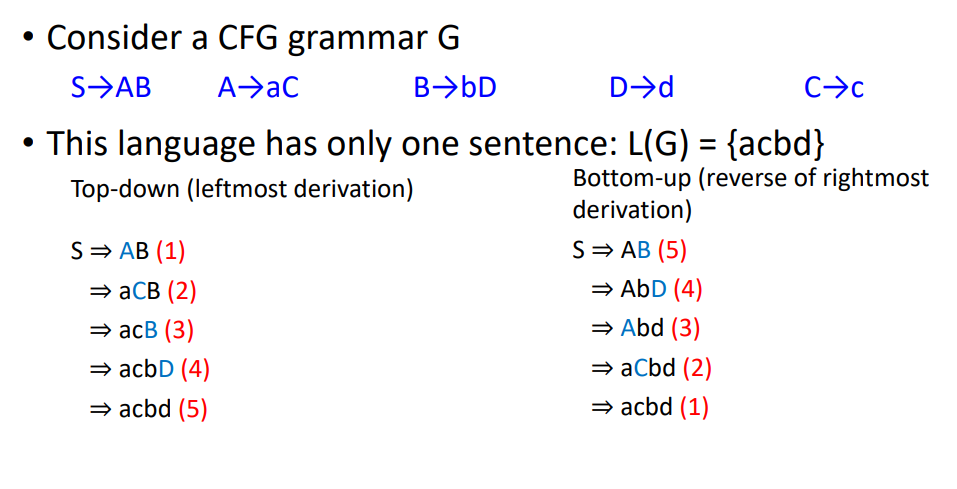 • Consider a CFG grammar G
S→AB A→aC B→bD D→d C→c
• This language has only one sentence: L(G) = {acbd}
Top-down (leftmost derivation)
S ⇒ AB (1)
⇒ aCB (2)
⇒ acB (3)
⇒ acbD (4)
⇒ acbd (5)
Bottom-up (reverse of rightmost
derivation)
S ⇒ AB (5)
⇒ AbD (4)
⇒ Abd (3)
⇒ aCbd (2)
⇒ acbd (1)